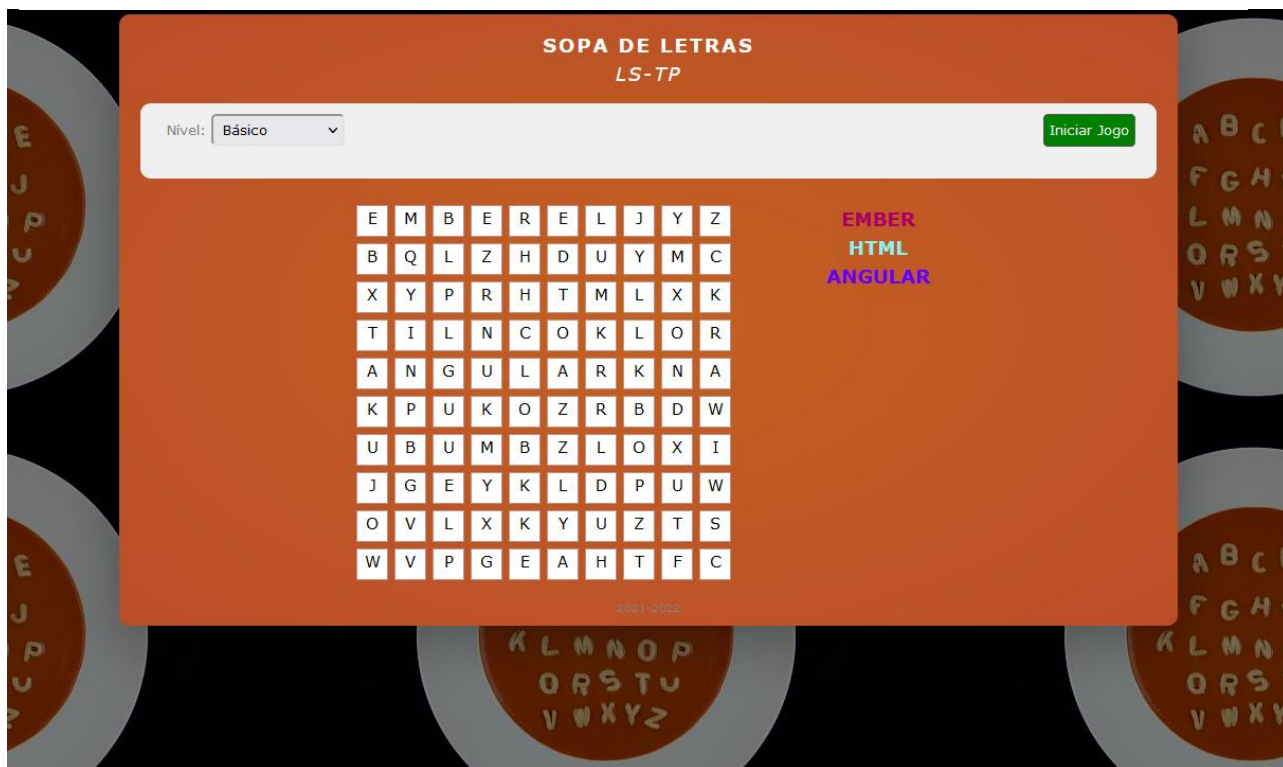 SOPA DE LETRAS
LS-TP
Nível: Básico Iniciar Jogo
E M B E R E L J Y Z
B Q L Z H D U Y M C
X Y P R H T M L X K
T I L N C O K L O R
A N G U L A R K N A
K P U K O Z R B D W
U B U M B Z L O X I
J G E Y K L D P U W
O V L X K Y U Z T S
W V P G E A H T F C
EMBER
HTML
ANGULAR
2021-2022
E
J
P
U
A B C
F G H
L M N
Q R S
V W X Y
E
J
P
U
K L M N O P
Q R S T U
V W X Y Z
A B C
F G H
K L M N
Q R S
V W X Y